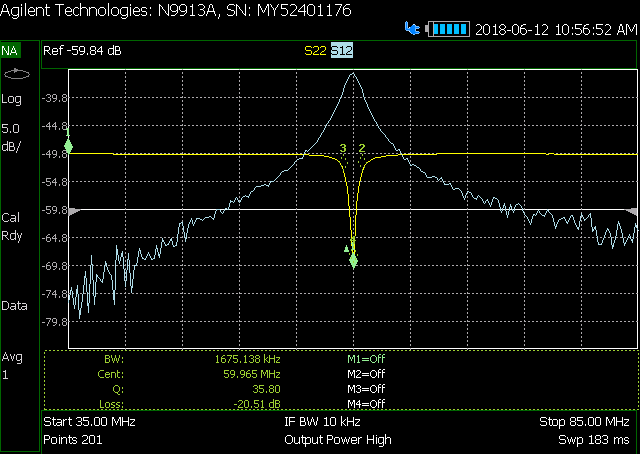 Agilent Technologies: N9913A, SN: MY52401176
2018-06-12 10:56:52 AM
NA Ref -59.84 dB S22 S12
Log
5.0
dB/
Cal
Rdy
Data
Avg
1
-39.8
-44.8
-49.8
-54.8
-59.8
-64.8
-69.8
-74.8
-79.8
1
3 2
BW: 1675.138 kHz M1=Off
Cent: 59.965 MHz M2=Off
Q: 35.80 M3=Off
Loss: -20.51 dB M4=Off
Start 35.00 MHz IF BW 10 kHz Stop 85.00 MHz
Points 201 Output Power High Swp 183 ms